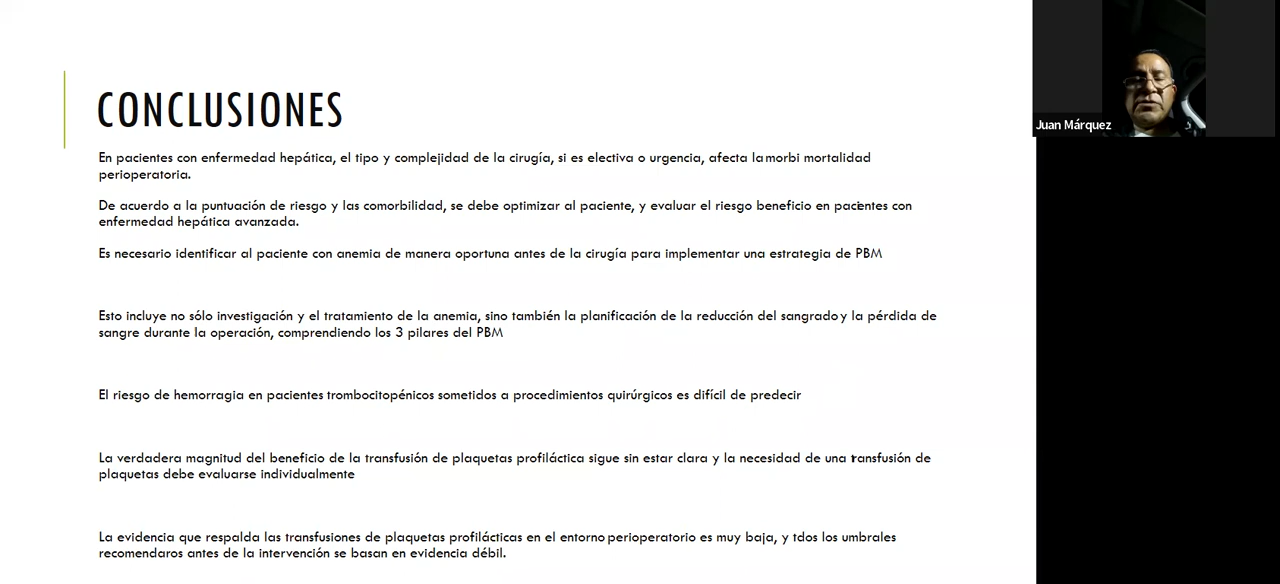 CONCLUSIONES
En pacientes con enfermedad hepática, el tipo y complejidad de la cirugía, si es electiva o urgencia, afecta la morbi mortalidad
perioperatoria.
De acuerdo a la puntuación de riesgo y las comorbilidad, se debe optimizar al paciente, y evaluar el riesgo beneficio en pacientes con
enfermedad hepática avanzada.
Es necesario identificar al paciente con anemia de manera oportuna antes de la cirugía para implementar una estrategia de PBM
Esto incluye no sólo investigación y el tratamiento de la anemia, sino también la planificación de la reducción del sangrado y la pérdida de
sangre durante la operación, comprendiendo los 3 pilares del PBM
El riesgo de hemorragia en pacientes trombocitopénicos sometidos a procedimientos quirúrgicos es difícil de predecir
La verdadera magnitud del beneficio de la transfusión de plaquetas profiláctica sigue sin estar clara y la necesidad de una transfusión de
plaquetas debe evaluarse individualmente
La evidencia que respalda las transfusiones de plaquetas profilácticas en el entorno perioperatorio es muy baja, y tdos los umbrales
recomendaros antes de la intervención se basan en evidencia débil.
Juan Márquez